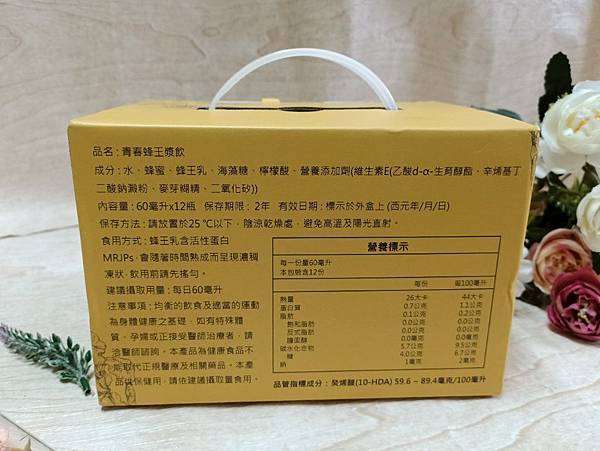 品名:青春蜂王漿飲
成分:水、蜂蜜、蜂王乳、海藻糖、檸檬酸、營養添加劑(維生素E(乙酸d-α-生育醇酯、辛烯基丁
二酸鈉澱粉、麥芽糊精、二氧化矽))
內容量:60毫升x12瓶 保存期限:2年 有效日期:標示於外盒上(西元年/月/日)
保存方法:請放置於25℃以下,陰涼乾燥處,避免高溫及陽光直射。
食用方式:蜂王乳含活性蛋白
MRJPs,會隨著時間熟成而呈現濃稠
凍狀,飲用前請先搖勻。
建議攝取用量:每日60毫升
注意事項:均衡的飲食及適當的運動
為身體健康之基礎,如有特殊體
質、孕婦或正接受醫師治療者,請
洽醫師諮詢。本產品為健康食品不
能取代正規醫療及相關藥品。本產
品供保健用,請依建議攝取量食用。
營養標示
每一份量60毫升
本包裝含12份
每份 每100毫升
熱量 26大卡 44大卡
蛋白質 0.7公克 1.1公克
脂肪 0.1公克 0.2公克
飽和脂肪 0.0公克 0.0公克
反式脂肪 0.0公克 0.0公克
膽固醇 0.0毫克 0.0毫克
碳水化合物 5.7公克 9.5公克
糖 4.0公克 6.7公克
鈉 1毫克 2毫克
品管指標成分:癸烯酸(10-HDA) 59.6 ~ 89.4毫克/100毫升